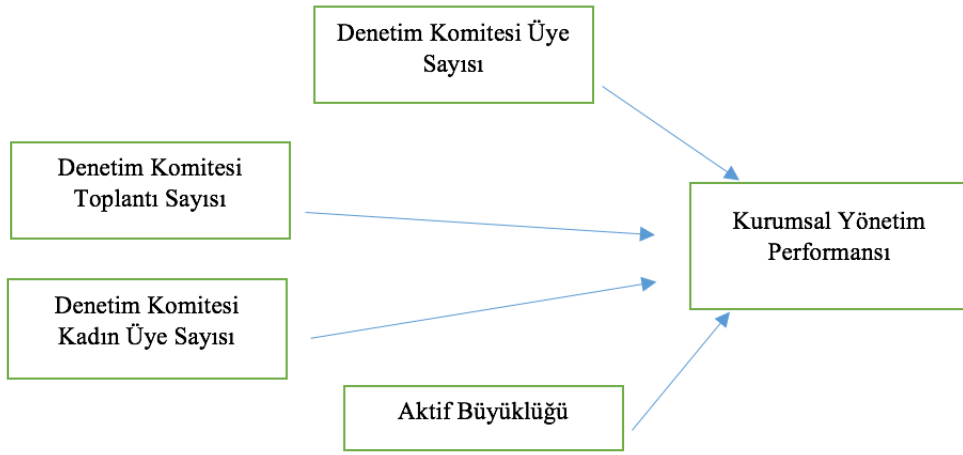 Denetim Komitesi Üye
Sayısı
Denetim Komitesi
Toplantı Sayısı
Kurumsal Yönetim
Performansı
Denetim Komitesi
Kadın Üye Sayısı
Aktif Büyüklüğü